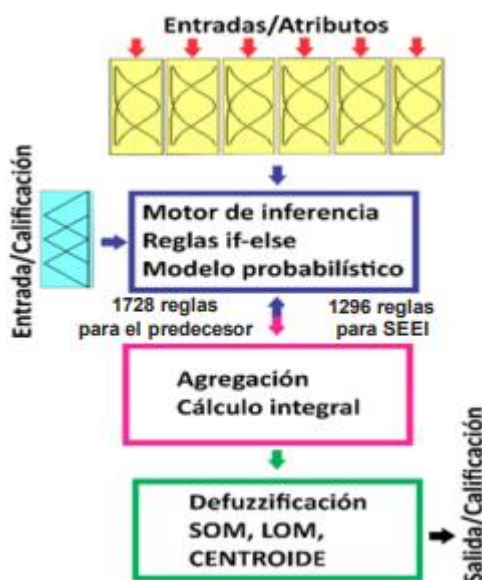 Entradas/Atributos
Entrada/Calificación
Motor de inferencia
Reglas if-else
Modelo probabilístico
1728 reglas
para el predecesor
1296 reglas
para SEEI
Agregación
Cálculo integral
Defuzzificación
SOM, LOM,
CENTROIDE
Salida/Calificación